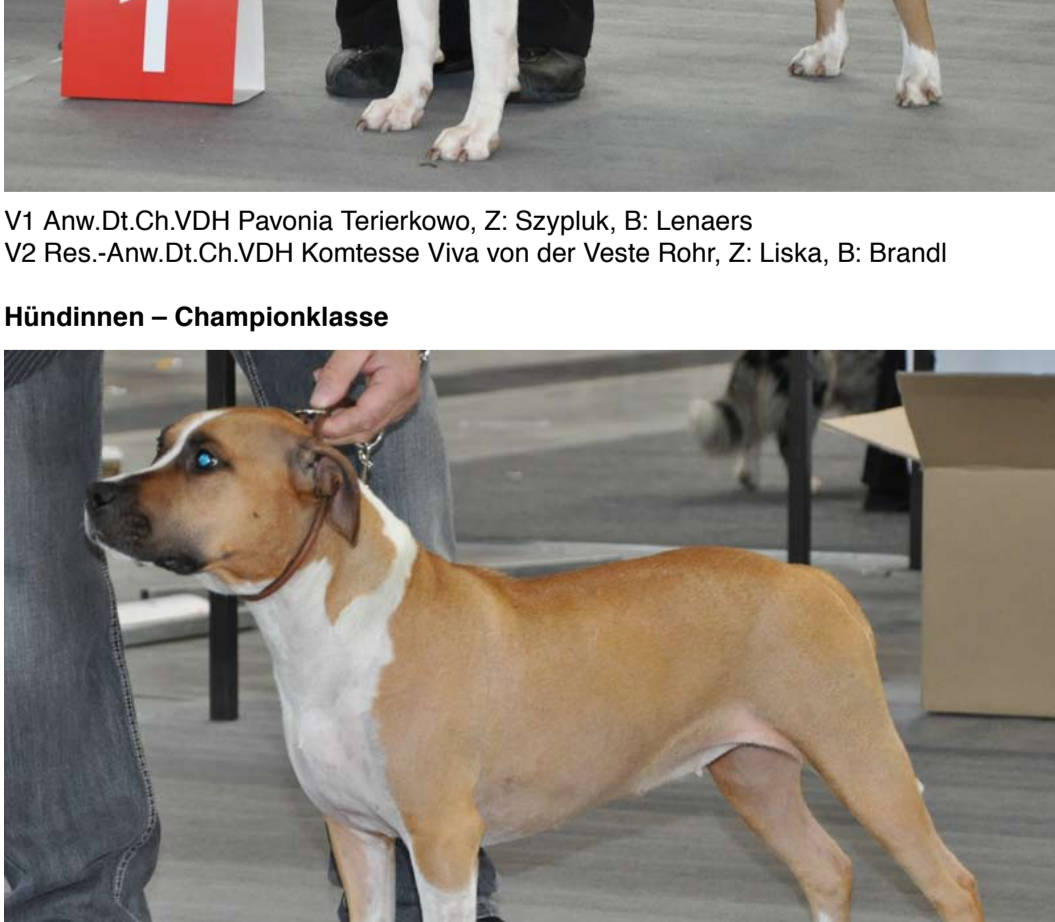 1
V1 Anw.Dt.Ch.VDH Pavonia Terierkowo, Z: Szypluk, B: Lenaers
V2 Res.-Anw.Dt.Ch.VDH Komtesse Viva von der Veste Rohr, Z: Liska, B: Brandl
Hündinnen – Championklasse